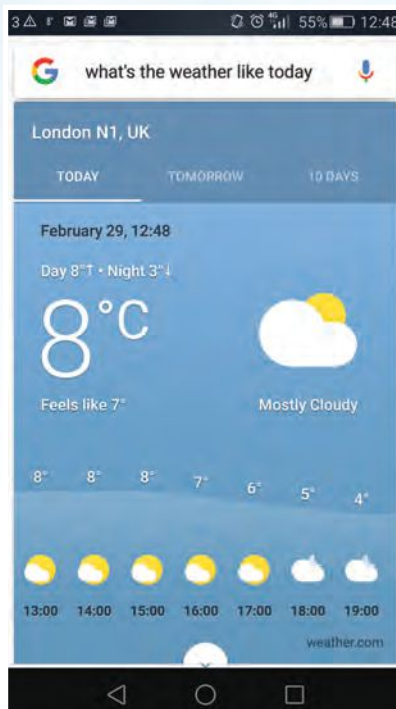 3 8° 4G 55% 12:48
G what's the weather like today
London N1, UK
TODAY TOMORROW 10 DAYS
February 29, 12:48
Day 8°↑ • Night 3°↓
8°C
Feels like 7° Mostly Cloudy
8° 8° 8° 7° 6° 5° 4°
13:00 14:00 15:00 16:00 17:00 18:00 19:00
weather.com